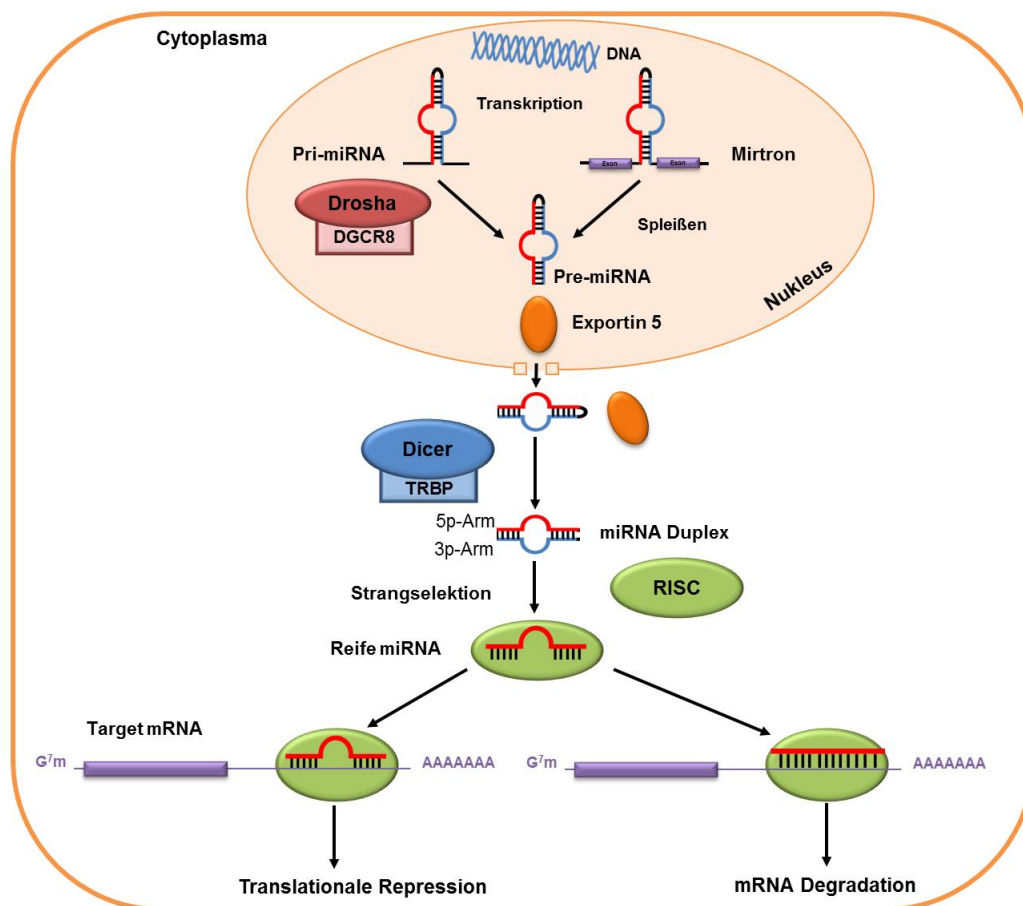 Cytoplasma
DNA
Transkription
Pri-miRNA
Exon
Exon
Mirtron
Drosha
DGCR8
Spleißen
Pre-miRNA
Nukleus
Exportin 5
Dicer
TRBP
5p-Arm
3p-Arm
miRNA Duplex
Strangselektion
RISC
Reife miRNA
Target mRNA
G⁷m
AAAAAAA
G⁷m
AAAAAAA
Translationale Repression
mRNA Degradation